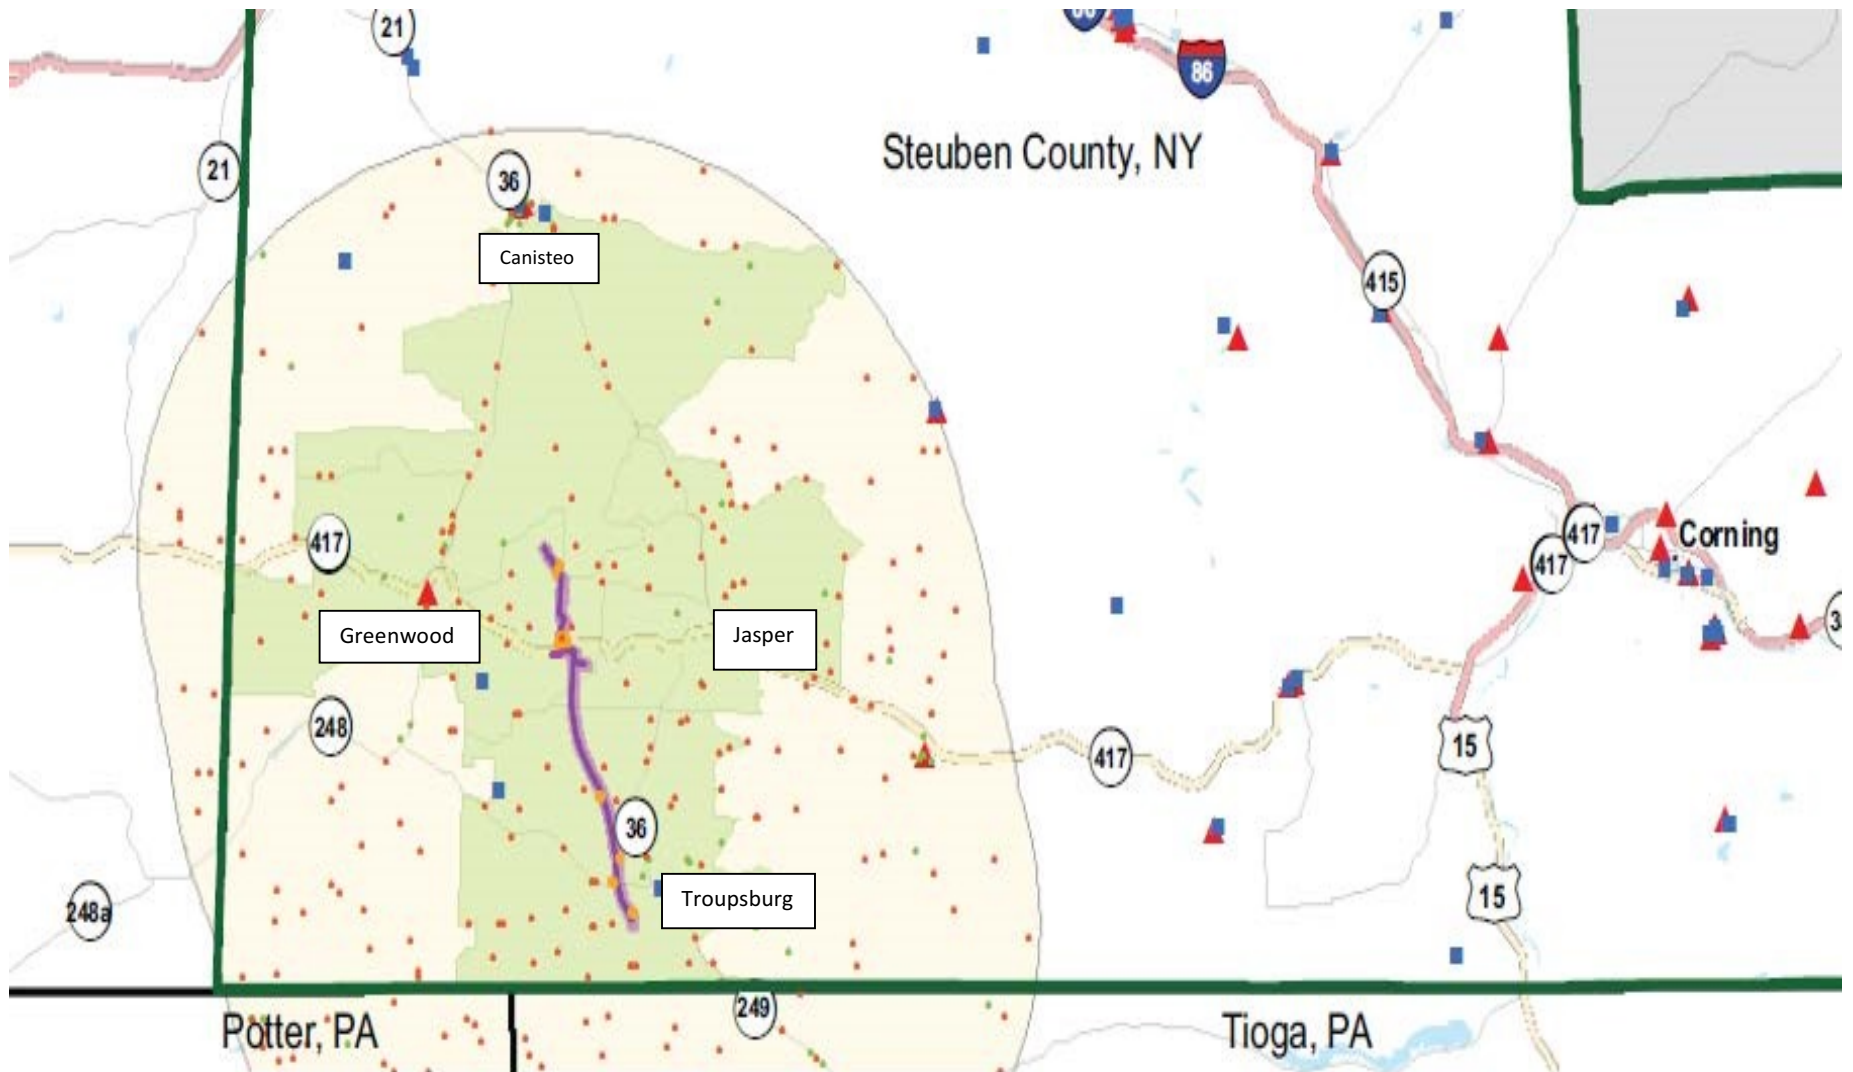 21
86
Steuben County, NY
21
36
Canisteo
415
417
417
Corning
417
Greenwood
Jasper
248
417
15
36
15
Troupsburg
248a
249
Potter, PA
Tioga, PA